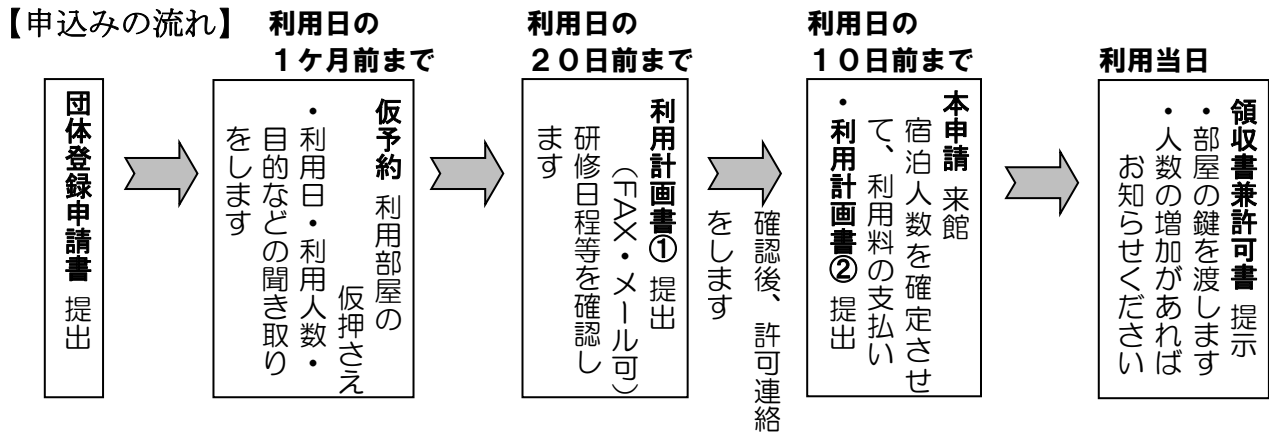 【申込みの流れ】
団体登録申請書 提出
利用日の
１ケ月前まで
仮予約 利用部屋の
仮押さえ
・利用日・利用人数・
目的などの聞き取り
をします
利用日の
２０日前まで
利用計画書① 提出
（FAX・メール可）
研修日程等を確認し
ます
確認後、許可連絡
をします
利用日の
１０日前まで
本申請 来館
宿泊人数を確定させ
て、利用料の支払い
・利用計画書② 提出
利用当日
領収書兼許可書 提示
・部屋の鍵を渡します
・人数の増加があれば
お知らせください